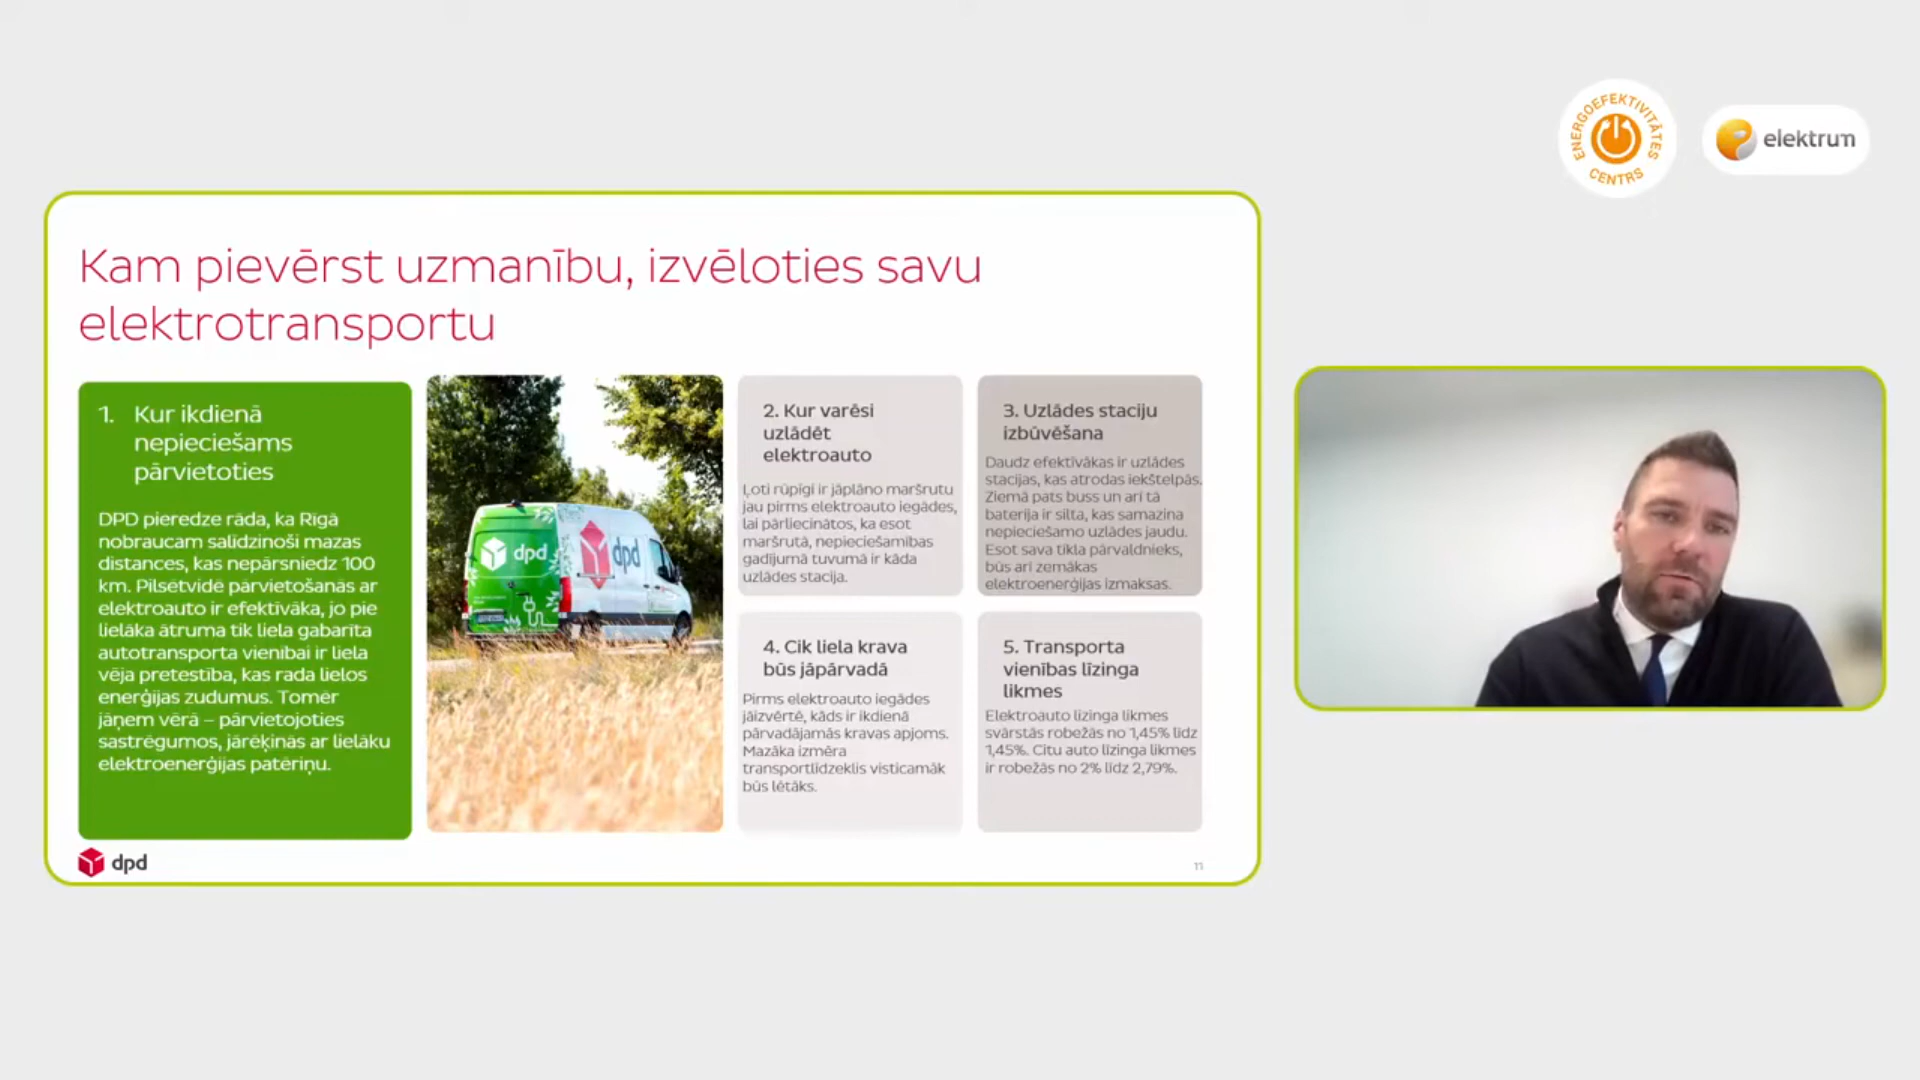 ENERGOEFEKTIVITĀTES
CENTRS
elektrum
Kam pievērst uzmanību, izvēloties savu
elektrotransportu
1. Kur ikdienā
nepieciešams
pārvietoties
DPD pieredze rāda, ka Rīgā
nobraucam salīdzinoši mazas
distances, kas nepārsniedz 100
km. Pilsētvidē pārvietošanās ar
elektroauto ir efektīvāka, jo pie
lielāka ātruma tik liela gabarīta
autotransporta vienībai ir liela
vēja pretestība, kas rada lielos
enerģijas zudumus. Tomēr
jāņem vērā – pārvietojoties
sastrēgumos, jārēķinās ar lielāku
elektroenerģijas patēriņu.
dpd
dpd
2. Kur varēsi
uzlādēt
elektroauto
Ļoti rūpīgi ir jāplāno maršrutu
jau pirms elektroauto iegādes,
lai pārliecinātos, ka esot
maršrutā, nepieciešamības
gadījumā tuvumā ir kāda
uzlādes stacija.
3. Uzlādes staciju
izbūvēšana
Daudz efektīvākas ir uzlādes
stacijas, kas atrodas iekštelpās.
Ziemā pats buss un arī tā
baterija ir silta, kas samazina
nepieciešamo uzlādes jaudu.
Esot sava tīkla pārvaldnieks,
būs arī zemākas
elektroenerģijas izmaksas.
4. Cik liela krava
būs jāpārvadā
Pirms elektroauto iegādes
jāizvērtē, kāds ir ikdienā
pārvadājamās kravas apjoms.
Mazāka izmēra
transportlīdzeklis visticamāk
būs lētāks.
5. Transporta
vienības līzinga
likmes
Elektroauto līzinga likmes
svārstās robežās no 1,45% līdz
1,45%. Citu auto līzinga likmes
ir robežās no 2% līdz 2,79%.
dpd
11